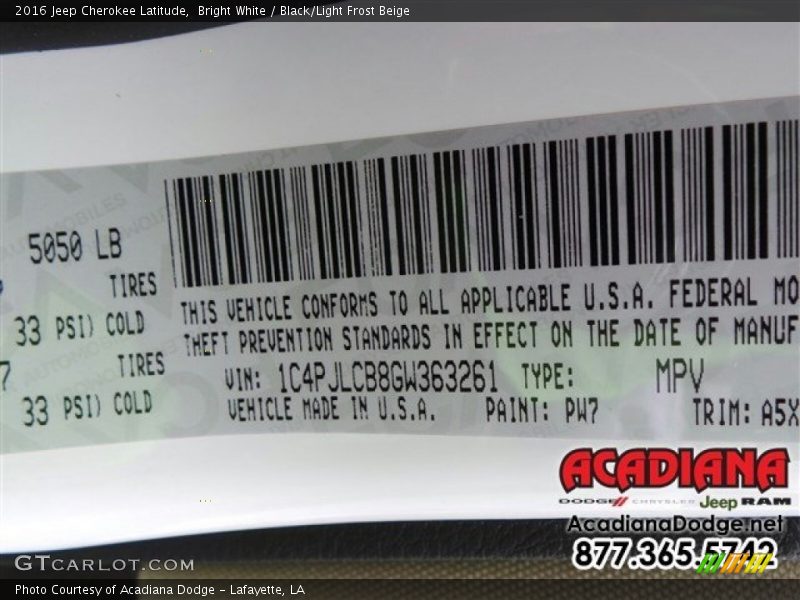 2016 Jeep Cherokee Latitude, Bright White / Black/Light Frost Beige
5050 LB
TIRES
33 PSI) COLD
7 TIRES
33 PSI) COLD
THIS VEHICLE CONFORMS TO ALL APPLICABLE U.S.A. FEDERAL MO
THEFT PREVENTION STANDARDS IN EFFECT ON THE DATE OF MANUF
VIN: 1C4PJLCB8GW363261 TYPE: MPV
VEHICLE MADE IN U.S.A. PAINT: PW7 TRIM: A5X
ACADIANA
DODGE CHRYSLER Jeep RAM
AcadianaDodge.net
877.365.5742
GTCARLOT.COM
Photo Courtesy of Acadiana Dodge - Lafayette, LA